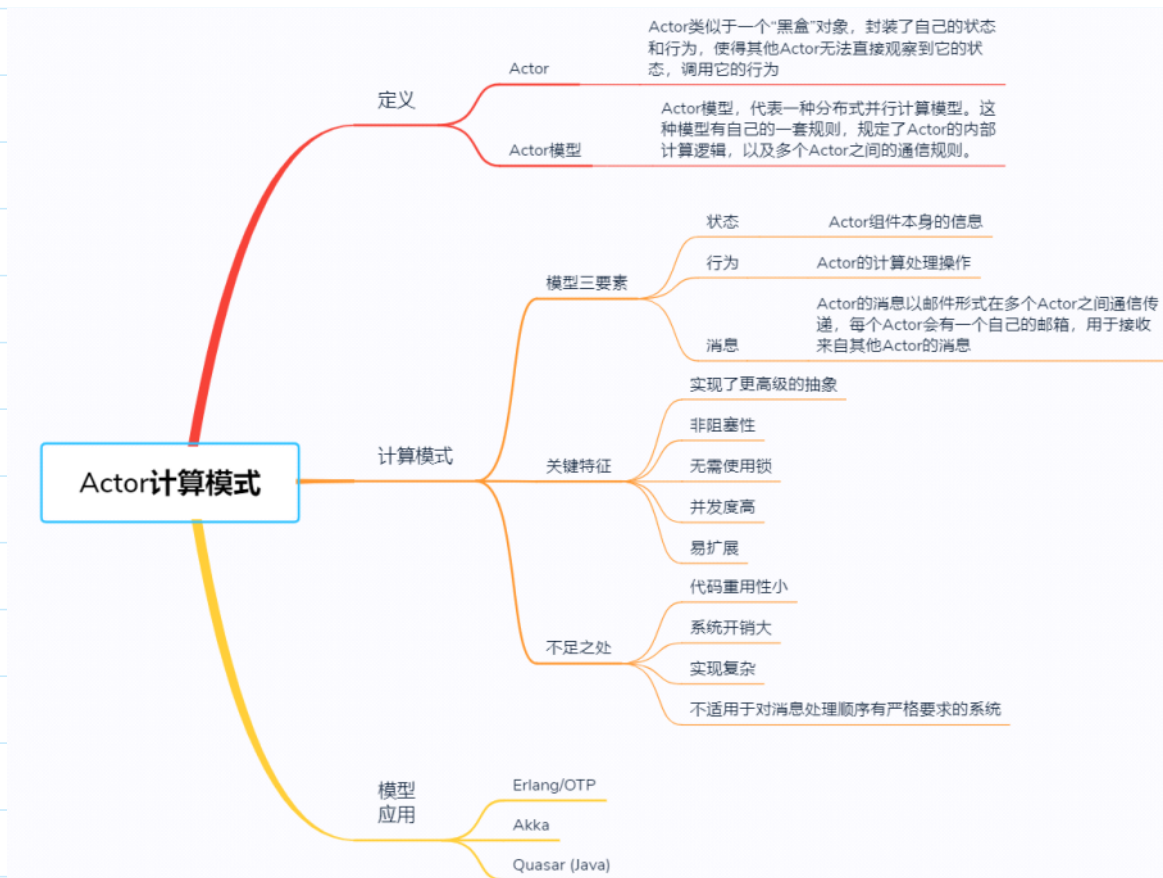 Actor计算模式
定义
Actor
Actor类似于一个“黑盒”对象，封装了自己的状态
和行为，使得其他Actor无法直接观察到它的状
态，调用它的行为
Actor模型
Actor模型，代表一种分布式并行计算模型。这
种模型有自己的一套规则，规定了Actor的内部
计算逻辑，以及多个Actor之间的通信规则。
计算模式
模型三要素
状态
Actor组件本身的信息
行为
Actor的计算处理操作
消息
Actor的消息以邮件形式在多个Actor之间通信传
递，每个Actor会有一个自己的邮箱，用于接收
来自其他Actor的消息
关键特征
实现了更高级的抽象
非阻塞性
无需使用锁
并发度高
易扩展
不足之处
代码重用性小
系统开销大
实现复杂
不适用于对消息处理顺序有严格要求的系统
模型
应用
Erlang/OTP
Akka
Quasar (Java)